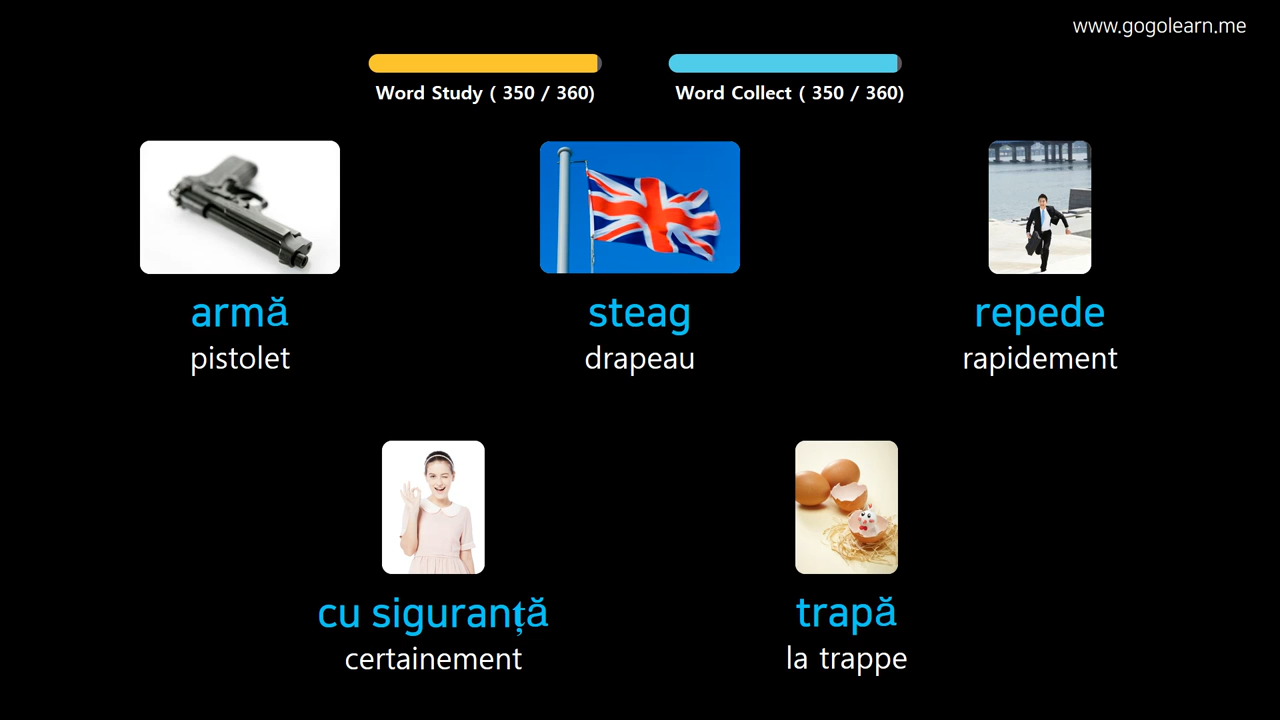 www.gogolearn.me
Word Study ( 350 / 360)
Word Collect ( 350 / 360)
armă
pistolet
steag
drapeau
repede
rapidement
cu siguranță
certainement
trapă
la trappe